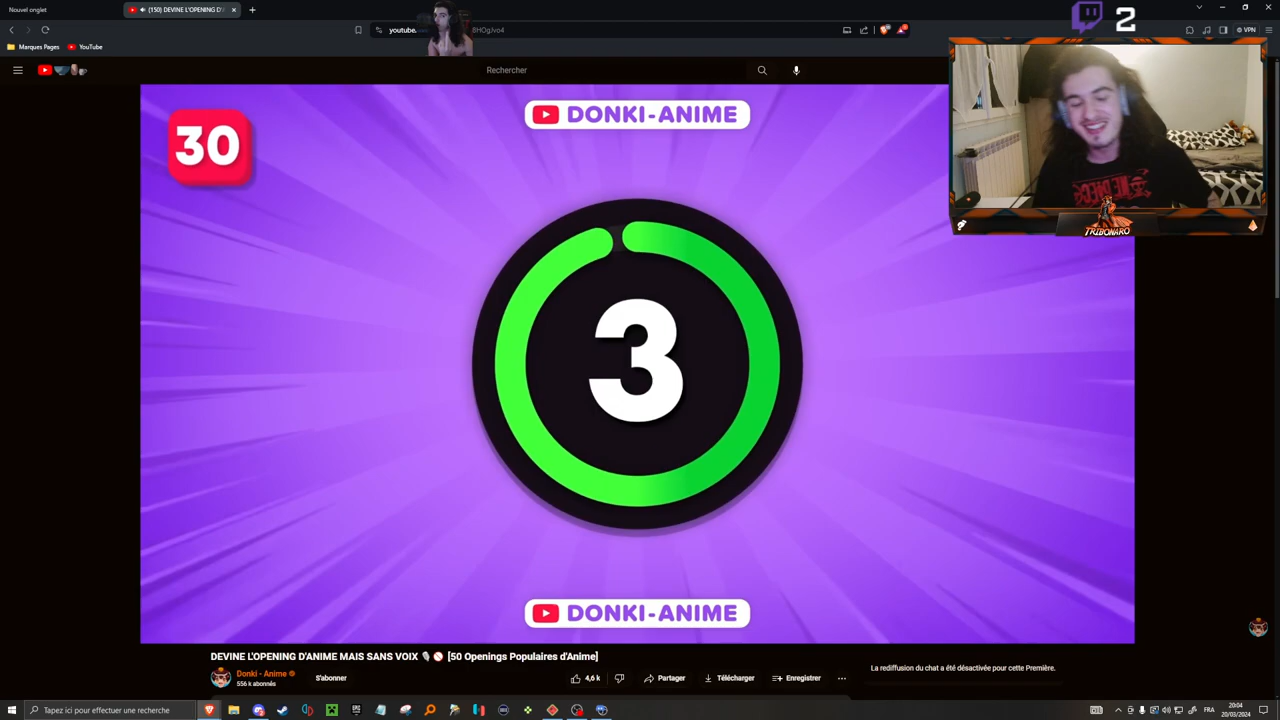 Nouvel onglet
(150) DEVINE L'OPENING D'
2
youtube.
8HOgJvo4
VPN
Marques Pages
YouTube
Rechercher
DONKI-ANIME
30
TRIBONARO
3
DONKI-ANIME
DEVINE L'OPENING D'ANIME MAIS SANS VOIX 🎙️🚫 [50 Openings Populaires d'Anime]
Donki - Anime
556 k abonnés
S'abonner
4,6 k
Partager
Télécharger
Enregistrer
La rediffusion du chat a été désactivée pour cette Première.
Tapez ici pour effectuer une recherche
FRA
20:04
20/03/2024